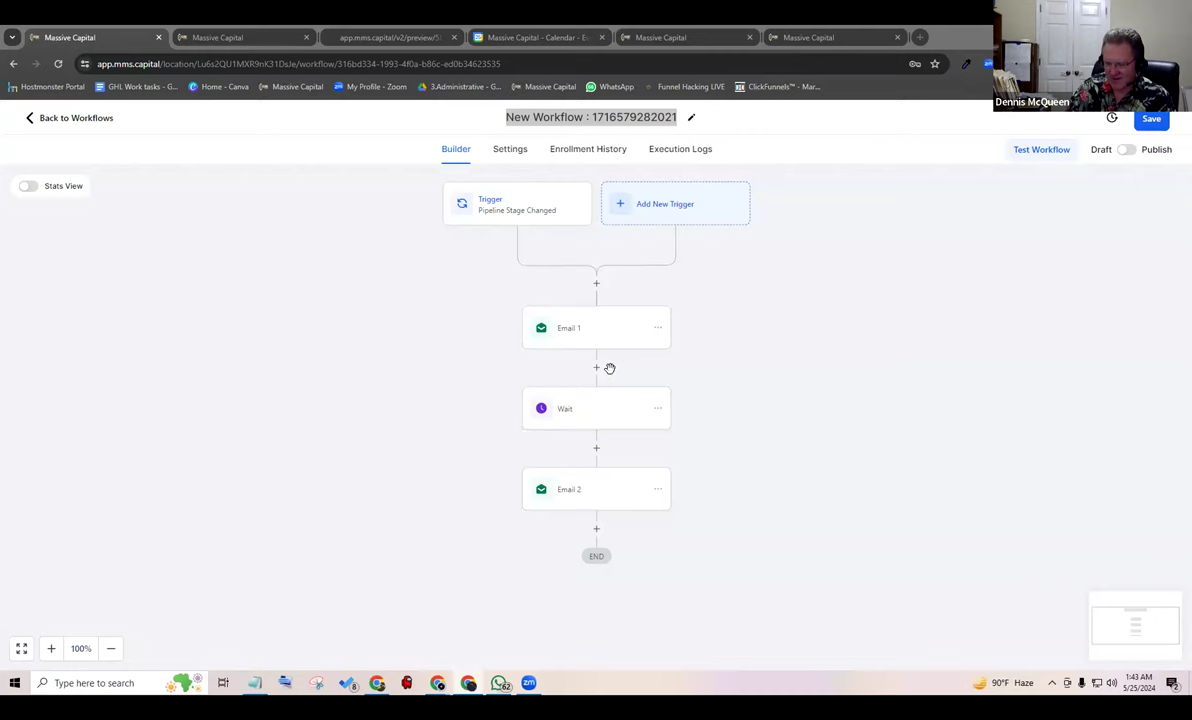 Massive Capital
Massive Capital
app.mms.capital/v2/preview/5
Massive Capital - Calendar - E
Massive Capital
Massive Capital
app.mms.capital/location/Lu6s2QU1MXR9nK31DsJe/workflow/316bd334-1993-4f0a-b86c-ed0b34623535
Hostmonster Portal
GHL Work tasks - G...
Home - Canva
Massive Capital
My Profile - Zoom
3.Administrative - G...
Massive Capital
WhatsApp
Funnel Hacking LIVE
ClickFunnels™ - Mar...
Dennis McQueen
Back to Workflows
New Workflow : 1716579282021
Save
Builder
Settings
Enrollment History
Execution Logs
Test Workflow
Draft
Publish
Stats View
Trigger
Pipeline Stage Changed
Add New Trigger
Email 1
Wait
Email 2
END
100%
Type here to search
8
62
zm
90°F Haze
1:43 AM
5/25/2024
2